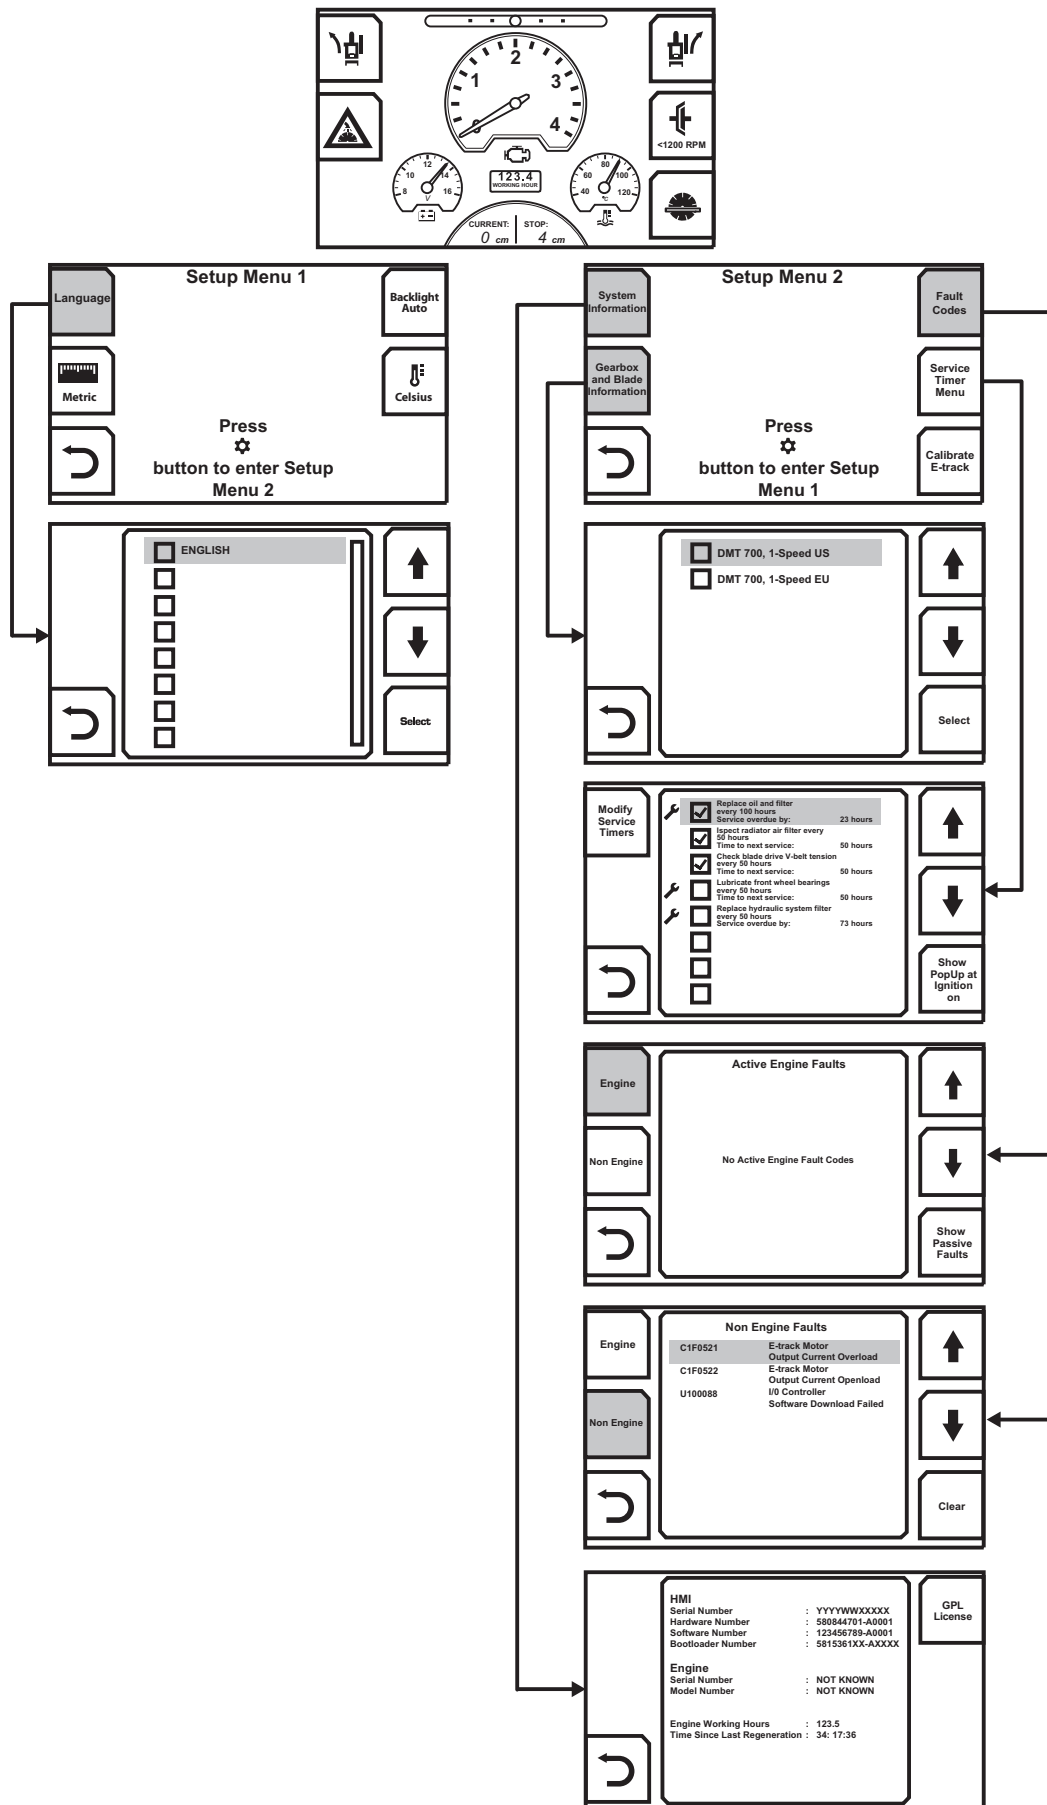 2
1
3
0
4
<1200 RPM
12
10
14
8
16
V
123.4
WORKING HOUR
80
60
100
40
120
°C
CURRENT:
0 cm
STOP:
4 cm
Setup Menu 1
Language
Backlight
Auto
Metric
Celsius
Press
button to enter Setup
Menu 2
Setup Menu 2
System
Information
Fault
Codes
Gearbox
and Blade
Information
Service
Timer
Menu
Press
button to enter Setup
Menu 1
Calibrate
E-track
ENGLISH
Select
DMT 700, 1-Speed US
DMT 700, 1-Speed EU
Select
Modify
Service
Timers
Replace oil and filter
every 100 hours
Service overdue by: 23 hours
Ispect radiator air filter every
50 hours
Time to next service: 50 hours
Check blade drive V-belt tension
every 50 hours
Time to next service: 50 hours
Lubricate front wheel bearings
every 50 hours
Time to next service: 50 hours
Replace hydraulic system filter
every 50 hours
Service overdue by: 73 hours
Show
PopUp at
Ignition
on
Engine
Active Engine Faults
Non Engine
No Active Engine Fault Codes
Show
Passive
Faults
Engine
Non Engine Faults
C1F0521 E-track Motor
Output Current Overload
C1F0522 E-track Motor
Output Current Openload
U100088 I/0 Controller
Software Download Failed
Non Engine
Clear
HMI
Serial Number : YYYYWWXXXXX
Hardware Number : 580844701-A0001
Software Number : 123456789-A0001
Bootloader Number : 5815361XX-AXXXX
Engine
Serial Number : NOT KNOWN
Model Number : NOT KNOWN
Engine Working Hours : 123.5
Time Since Last Regeneration : 34: 17:36
GPL
License